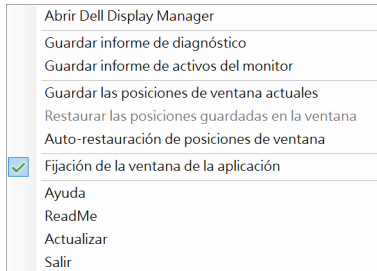 Abrir Dell Display Manager
Guardar informe de diagnóstico
Guardar informe de activos del monitor
Guardar las posiciones de ventana actuales
Restaurar las posiciones guardadas en la ventana
Auto-restauración de posiciones de ventana
Fijación de la ventana de la aplicación
Ayuda
ReadMe
Actualizar
Salir